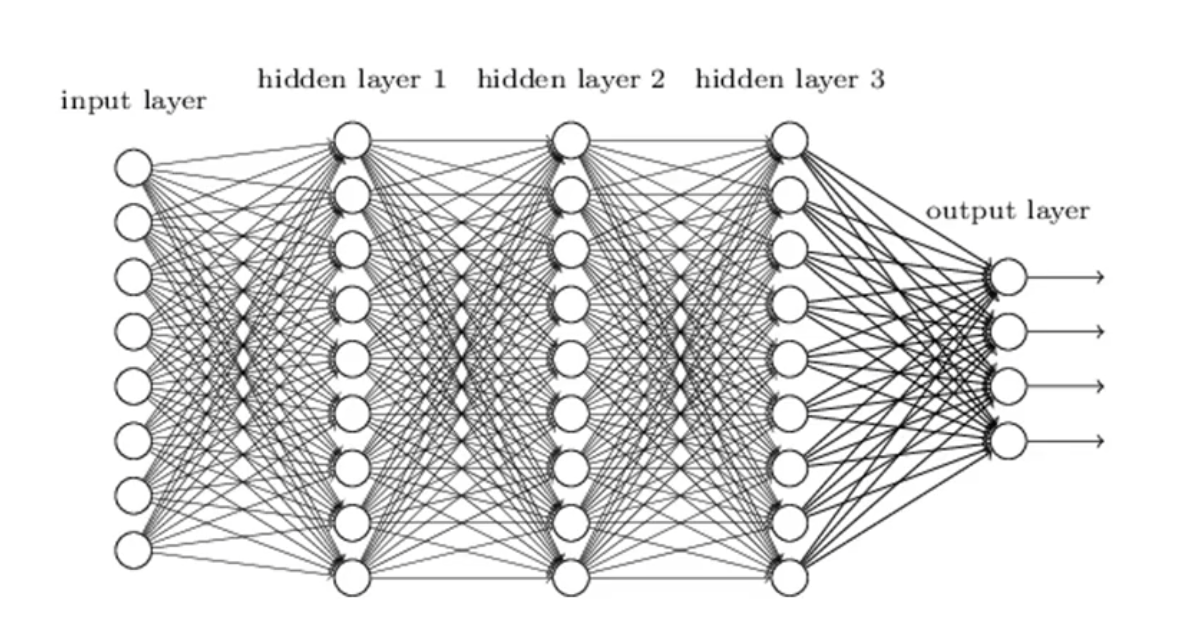 input layer
hidden layer 1
hidden layer 2
hidden layer 3
output layer